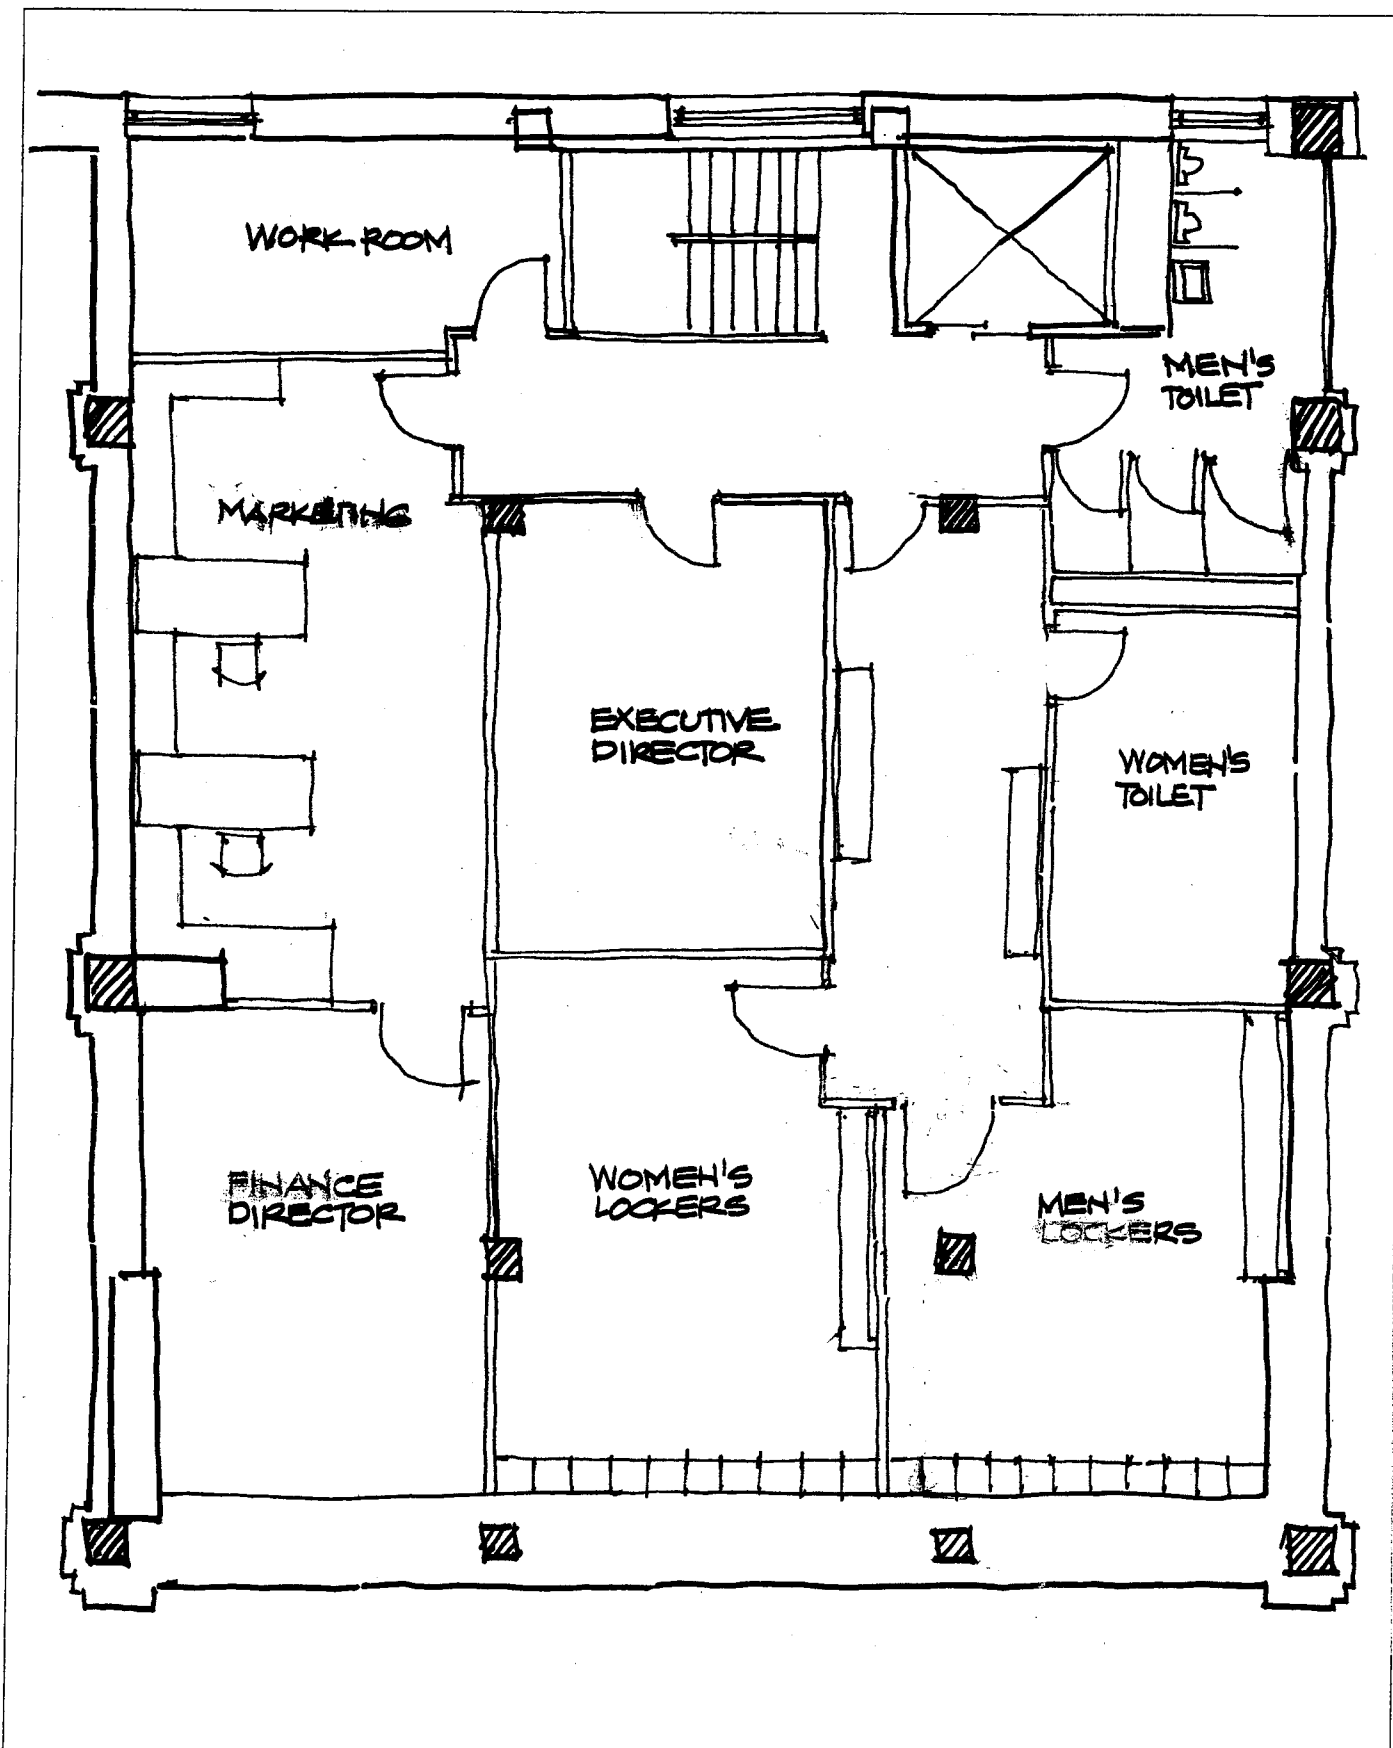 WORK ROOM
MEN'S
TOILET
MARKETING
EXECUTIVE
DIRECTOR
WOMEN'S
TOILET
FINANCE
DIRECTOR
WOMEN'S
LOCKERS
MEN'S
LOCKERS